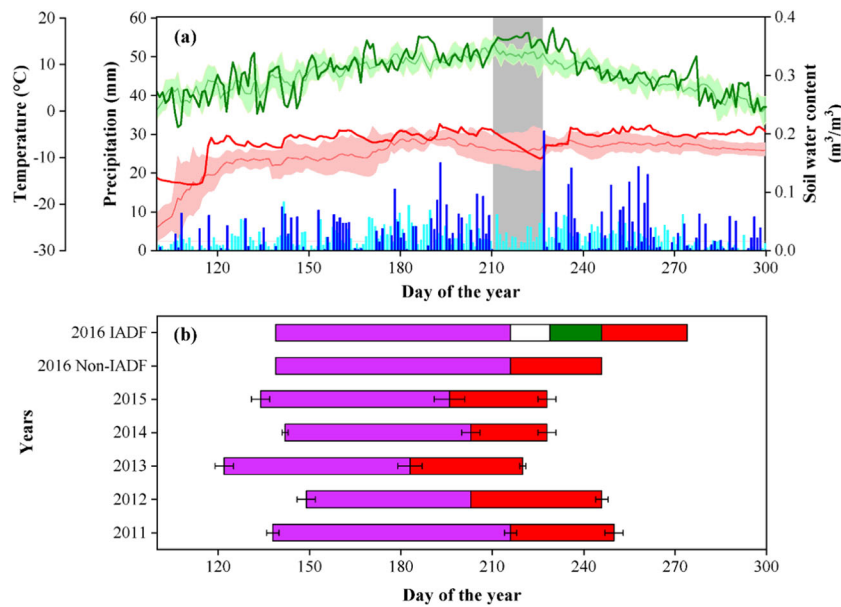 (a)
20
10
0
-10
-20
-30
Temperature (°C)
60
50
40
30
20
10
0
Precipitation (mm)
0.4
0.3
0.2
0.1
0.0
Soil water content
(m³/m³)
120 150 180 210 240 270 300
Day of the year
(b)
2016 IADF
2016 Non-IADF
2015
2014
2013
2012
2011
Years
120 150 180 210 240 270 300
Day of the year